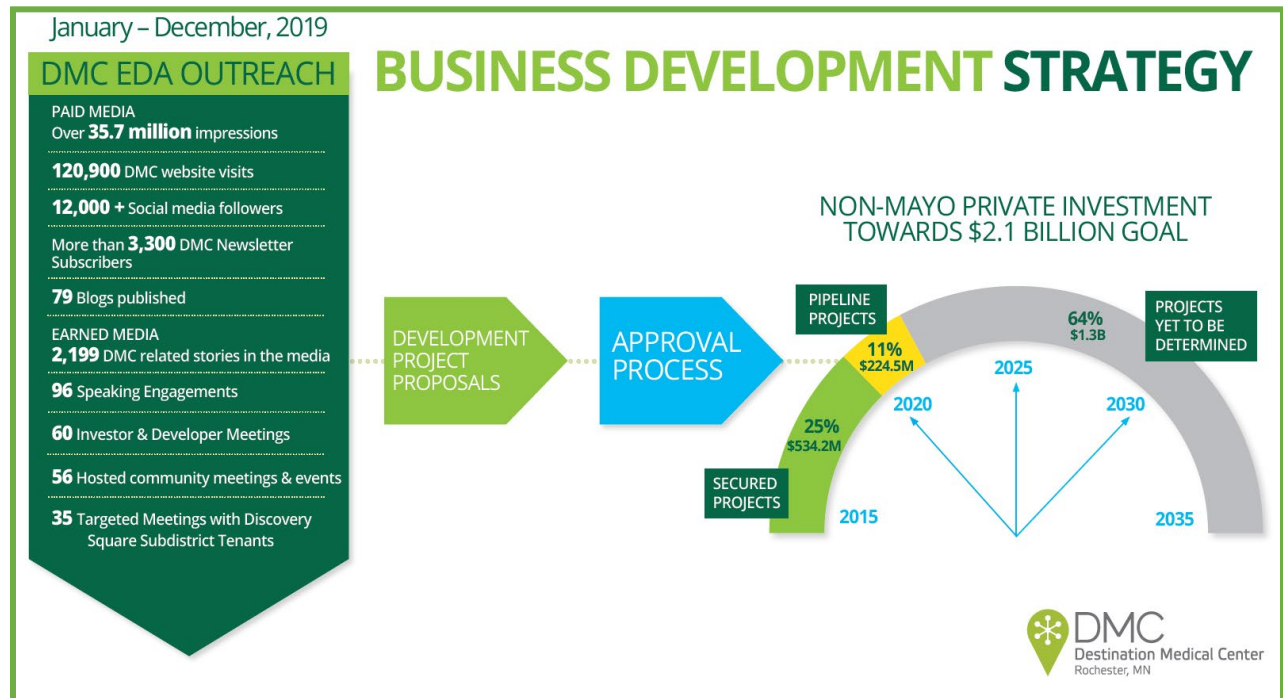 January – December, 2019
DMC EDA OUTREACH
PAID MEDIA
Over 35.7 million impressions
120,900 DMC website visits
12,000 + Social media followers
More than 3,300 DMC Newsletter
Subscribers
79 Blogs published
EARNED MEDIA
2,199 DMC related stories in the media
96 Speaking Engagements
60 Investor & Developer Meetings
56 Hosted community meetings & events
35 Targeted Meetings with Discovery
Square Subdistrict Tenants
BUSINESS DEVELOPMENT STRATEGY
DEVELOPMENT
PROJECT
PROPOSALS
APPROVAL
PROCESS
NON-MAYO PRIVATE INVESTMENT
TOWARDS $2.1 BILLION GOAL
SECURED
PROJECTS
25%
$534.2M
PIPELINE
PROJECTS
11%
$224.5M
64%
$1.3B
PROJECTS
YET TO BE
DETERMINED
2015
2020
2025
2030
2035
DMC
Destination Medical Center
Rochester, MN